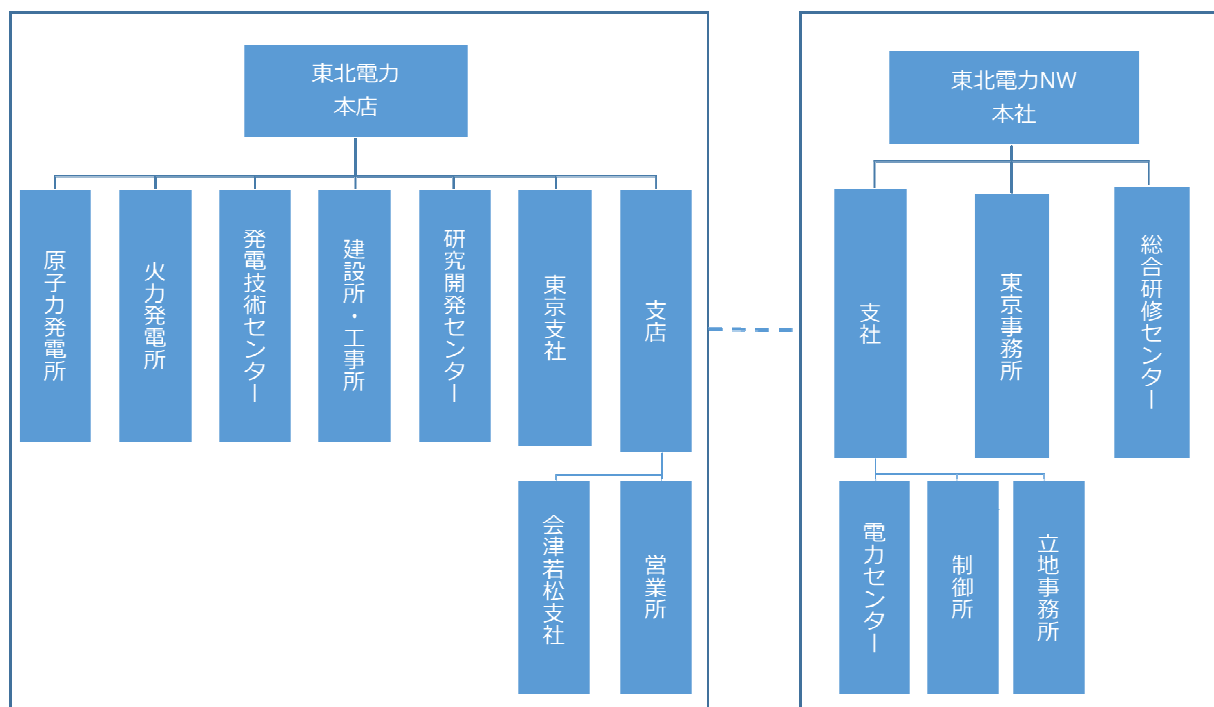 東北電力
本店
原子力発電所
火力発電所
発電技術センター
建設所・工事所
研究開発センター
東京支社
支店
会津若松支社
営業所
東北電力NW
本社
支社
東京事務所
総合研修センター
電力センター
制御所
立地事務所